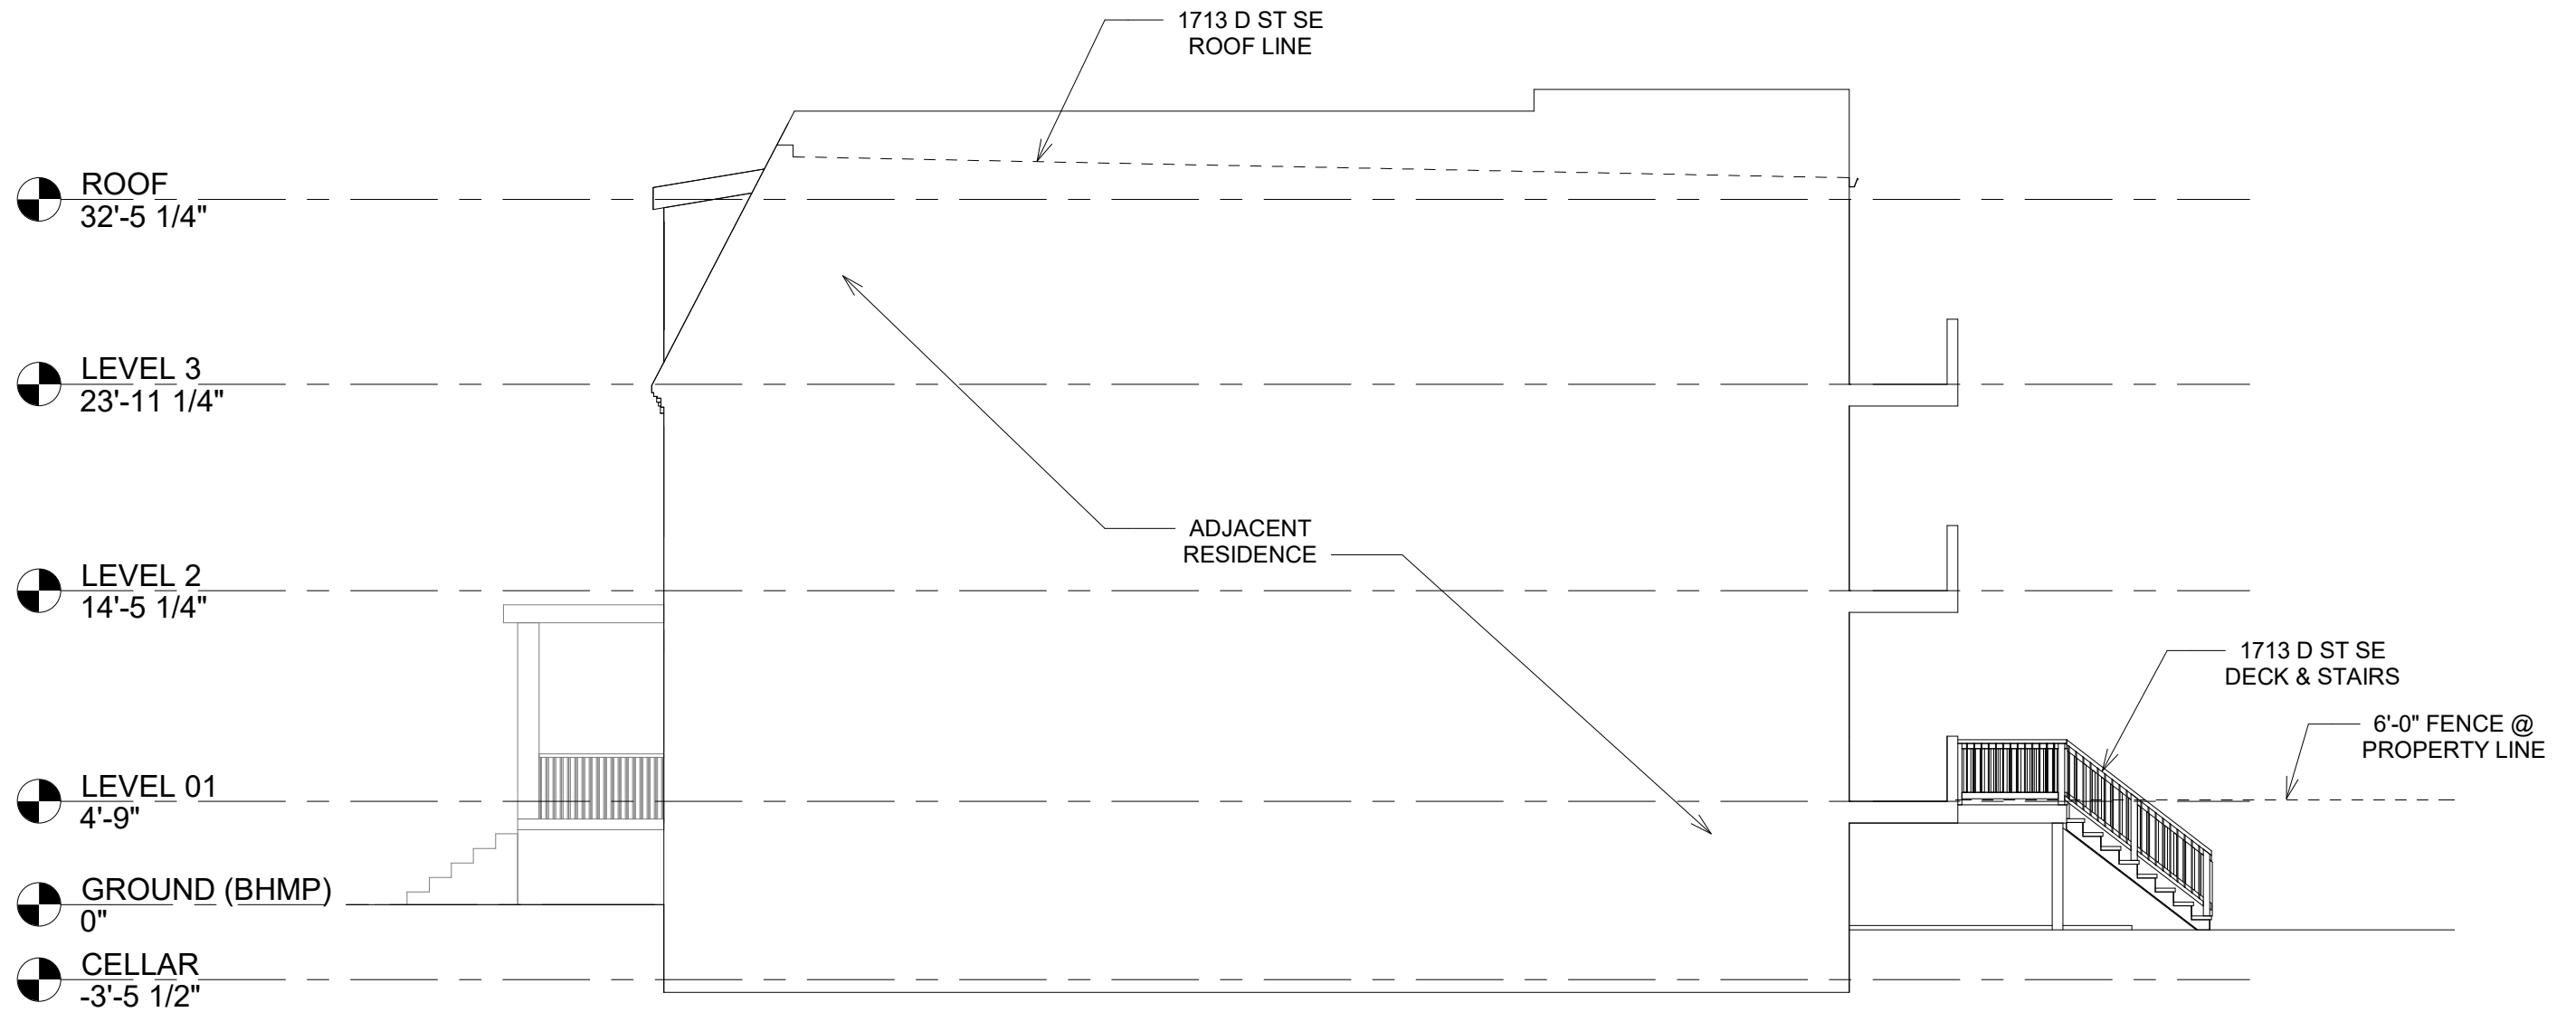 1713 D ST SE
ROOF LINE
ROOF
32'-5 1/4"
LEVEL 3
23'-11 1/4"
ADJACENT
RESIDENCE
LEVEL 2
14'-5 1/4"
1713 D ST SE
DECK & STAIRS
6'-0" FENCE @
PROPERTY LINE
LEVEL 01
4'-9"
GROUND (BHMP)
0"
CELLAR
-3'-5 1/2"